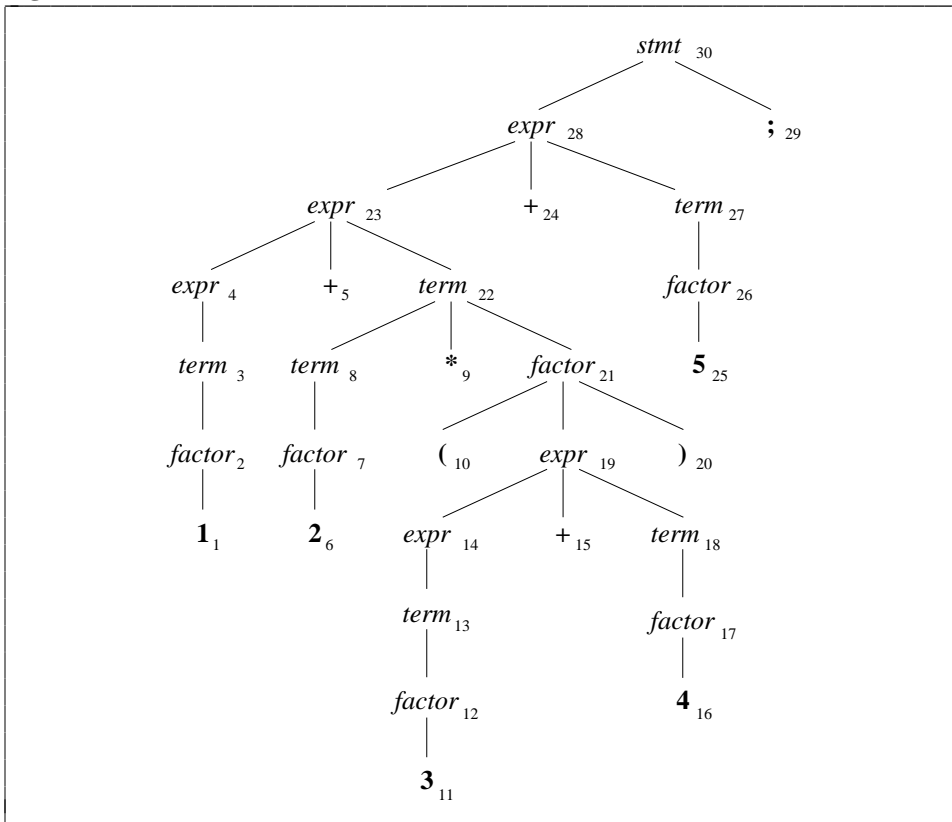 stmt 30
expr 28 ; 29
expr 23 + 24 term 27
expr 4 + 5 term 22 factor 26
term 3 term 8 * 9 factor 21 5 25
factor 2 factor 7 ( 10 expr 19 ) 20
1 1 2 6 expr 14 + 15 term 18
term 13 factor 17
factor 12 4 16
3 11